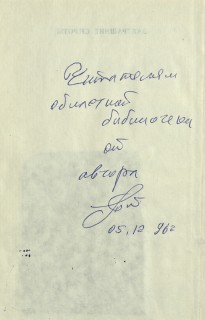 Читателям
областной
библиотеки
от
автора
05.12 96г